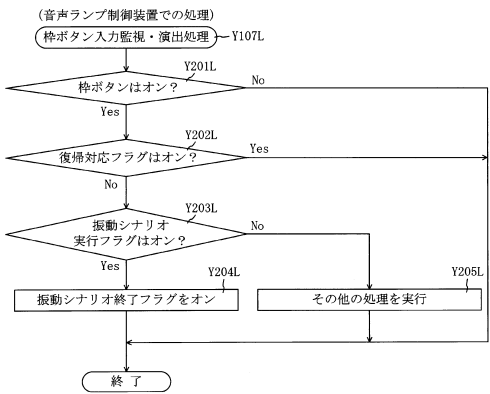 (音声ランプ制御装置での処理)
枠ボタン入力監視・演出処理
Y107L
Y201L
枠ボタンはオン?
No
Yes
Y202L
復帰対応フラグはオン?
Yes
No
Y203L
振動シナリオ
実行フラグはオン?
No
Yes
Y204L
振動シナリオ終了フラグをオン
Y205L
その他の処理を実行
終了